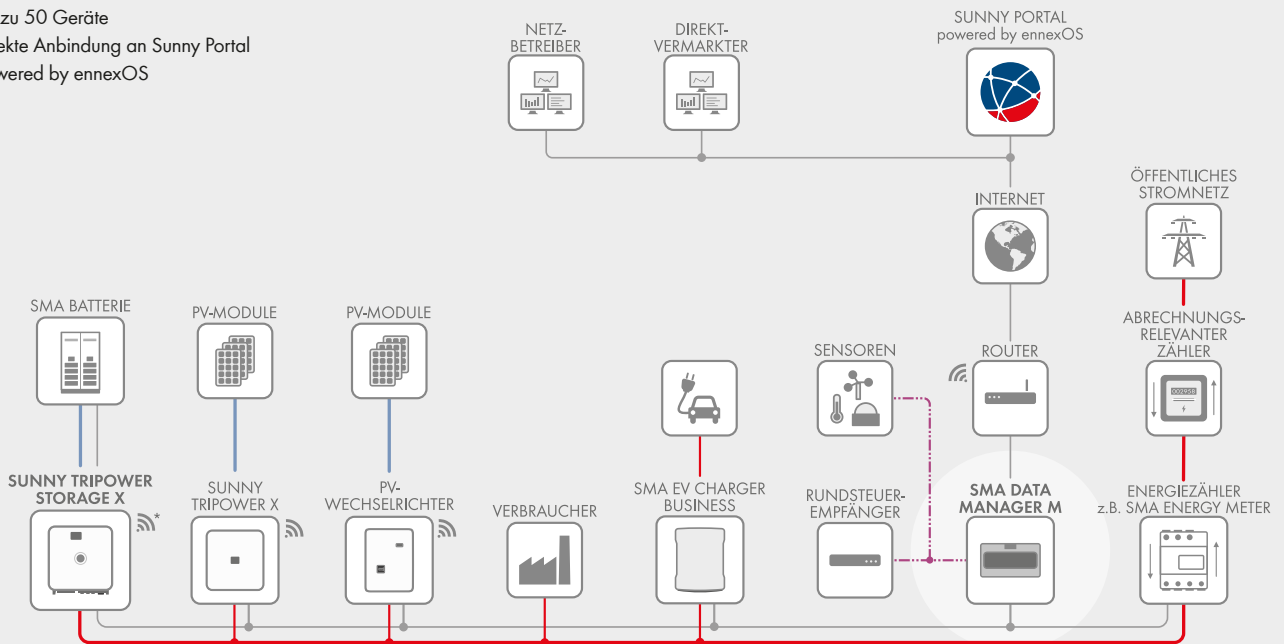 zu 50 Geräte
ekte Anbindung an Sunny Portal
wered by ennexOS
NETZ-
BETREIBER
DIREKT-
VERMARKTER
SUNNY PORTAL
powered by ennexOS
INTERNET
ÖFFENTLICHES
STROMNETZ
SMA BATTERIE
PV-MODULE
PV-MODULE
SENSOREN
ROUTER
ABRECHNUNGS-
RELEVANTER
ZÄHLER
SUNNY TRIPOWER
STORAGE X
*
SUNNY
TRIPOWER X
PV-
WECHSELRICHTER
VERBRAUCHER
SMA EV CHARGER
BUSINESS
RUNDSTEUER-
EMPFÄNGER
SMA DATA
MANAGER M
ENERGIEZÄHLER
z.B. SMA ENERGY METER